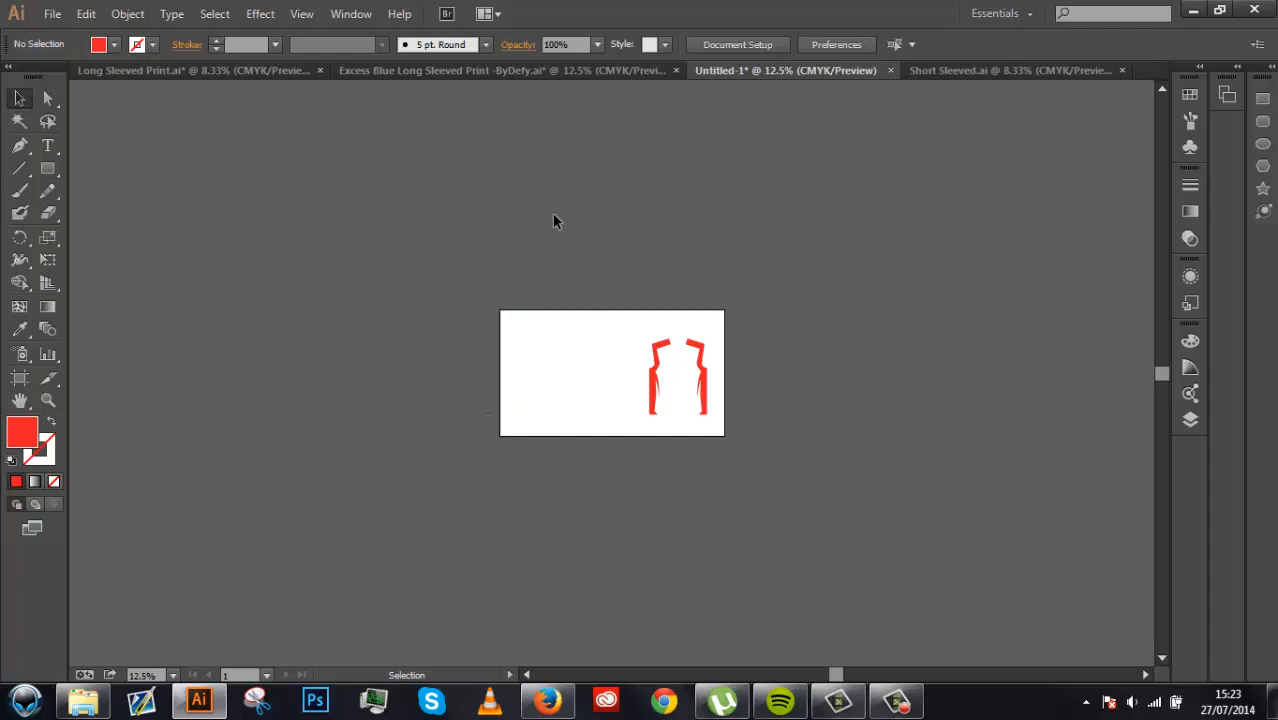 Ai File Edit Object Type Select Effect View Window Help Br Essentials
No Selection Stroke: 5 pt. Round Opacity: 100% Style: Document Setup Preferences
Long Sleeved Print.ai* @ 8.33% (CMYK/Previe... × Excess Blue Long Sleeved Print -ByDefy.ai* @ 12.5% (CMYK/Previ... × Untitled-1* @ 12.5% (CMYK/Preview) × Short Sleeved.ai @ 8.33% (CMYK/Previe... ×
T
12.5% 1 Selection
Ai Ps S 15:23
27/07/2014